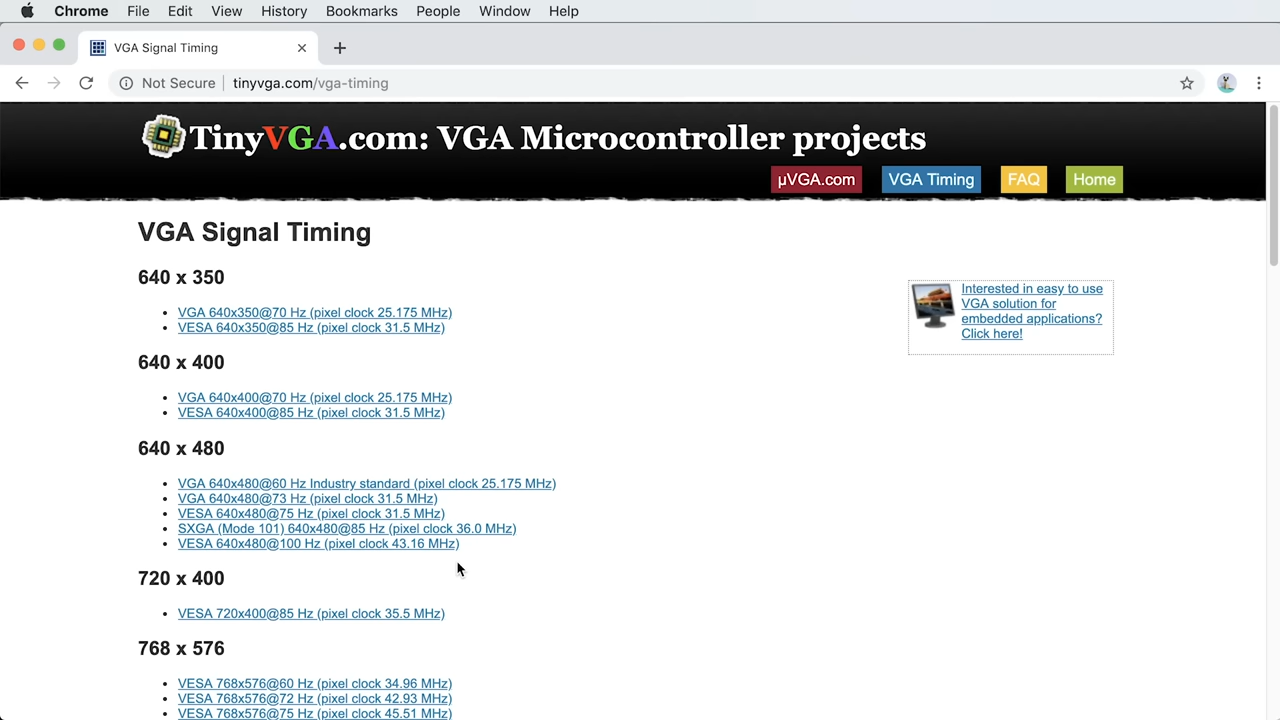 Chrome File Edit View History Bookmarks People Window Help
VGA Signal Timing
Not Secure tinyvga.com/vga-timing
TinyVGA.com: VGA Microcontroller projects
µVGA.com VGA Timing FAQ Home
VGA Signal Timing
640 x 350
VGA 640x350@70 Hz (pixel clock 25.175 MHz)
VESA 640x350@85 Hz (pixel clock 31.5 MHz)
Interested in easy to use
VGA solution for
embedded applications?
Click here!
640 x 400
VGA 640x400@70 Hz (pixel clock 25.175 MHz)
VESA 640x400@85 Hz (pixel clock 31.5 MHz)
640 x 480
VGA 640x480@60 Hz Industry standard (pixel clock 25.175 MHz)
VGA 640x480@73 Hz (pixel clock 31.5 MHz)
VESA 640x480@75 Hz (pixel clock 31.5 MHz)
SXGA (Mode 101) 640x480@85 Hz (pixel clock 36.0 MHz)
VESA 640x480@100 Hz (pixel clock 43.16 MHz)
720 x 400
VESA 720x400@85 Hz (pixel clock 35.5 MHz)
768 x 576
VESA 768x576@60 Hz (pixel clock 34.96 MHz)
VESA 768x576@72 Hz (pixel clock 42.93 MHz)
VESA 768x576@75 Hz (pixel clock 45.51 MHz)